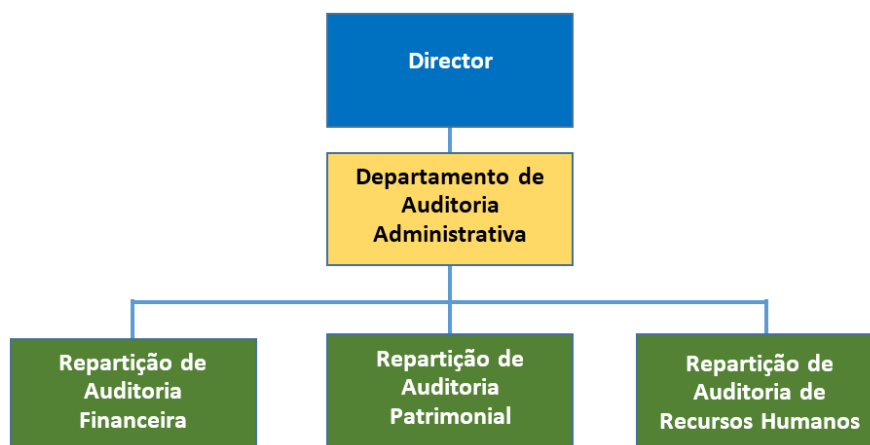 Director
Departamento de
Auditoria
Administrativa
Repartição de
Auditoria
Financeira
Repartição de
Auditoria
Patrimonial
Repartição de
Auditoria de
Recursos Humanos